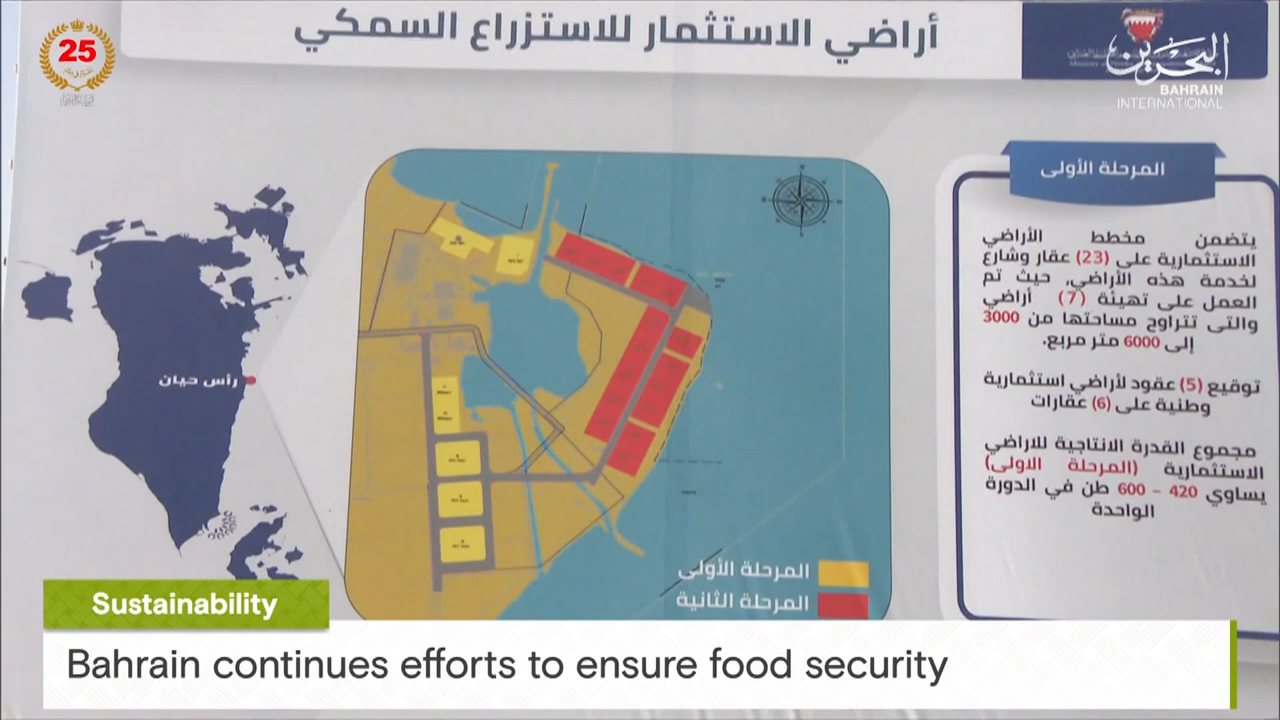 أراضي الاستثمار للاستزراع السمكي
25
البحرين
BAHRAIN
INTERNATIONAL
المرحلة الأولى
يتضمن مخطط الأراضي
الاستثمارية على (23) عقار وشارع
لخدمة هذه الأراضي، حيث تم
العمل على تهيئة (7) أراضي
والتى تتراوح مساحتها من 3000
إلى 6000 متر مربع.
توقيع (5) عقود لأراضي استثمارية
وطنية على (6) عقارات
مجموع القدرة الانتاجية للاراضي
الاستثمارية (المرحلة الاولى)
يساوي 420 - 600 طن في الدورة
الواحدة
رأس حيان
N
المرحلة الأولى
المرحلة الثانية
Sustainability
Bahrain continues efforts to ensure food security